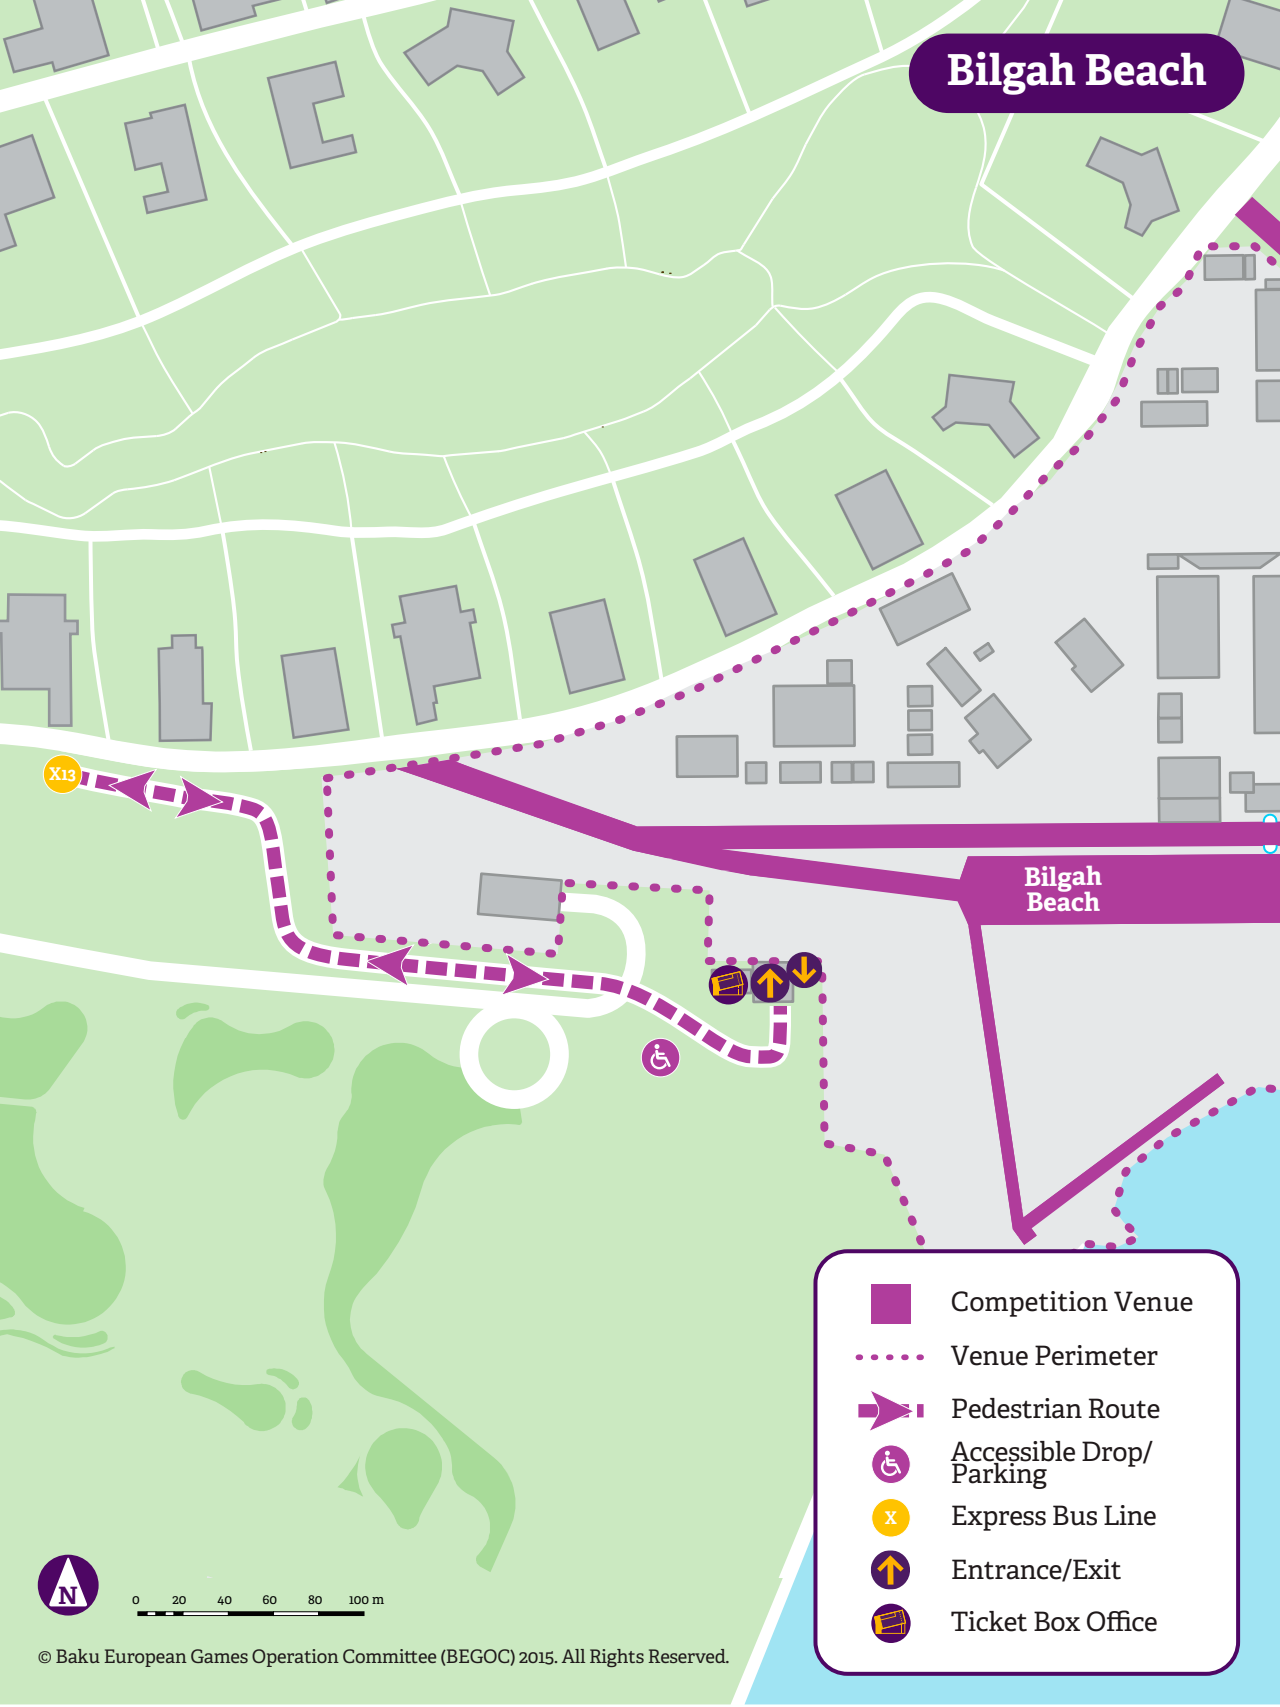 Bilgah Beach
X13
Bilgah
Beach
Competition Venue
Venue Perimeter
Pedestrian Route
Accessible Drop/
Parking
X
Express Bus Line
Entrance/Exit
Ticket Box Office
N
0 20 40 60 80 100 m
© Baku European Games Operation Committee (BEGOC) 2015. All Rights Reserved.